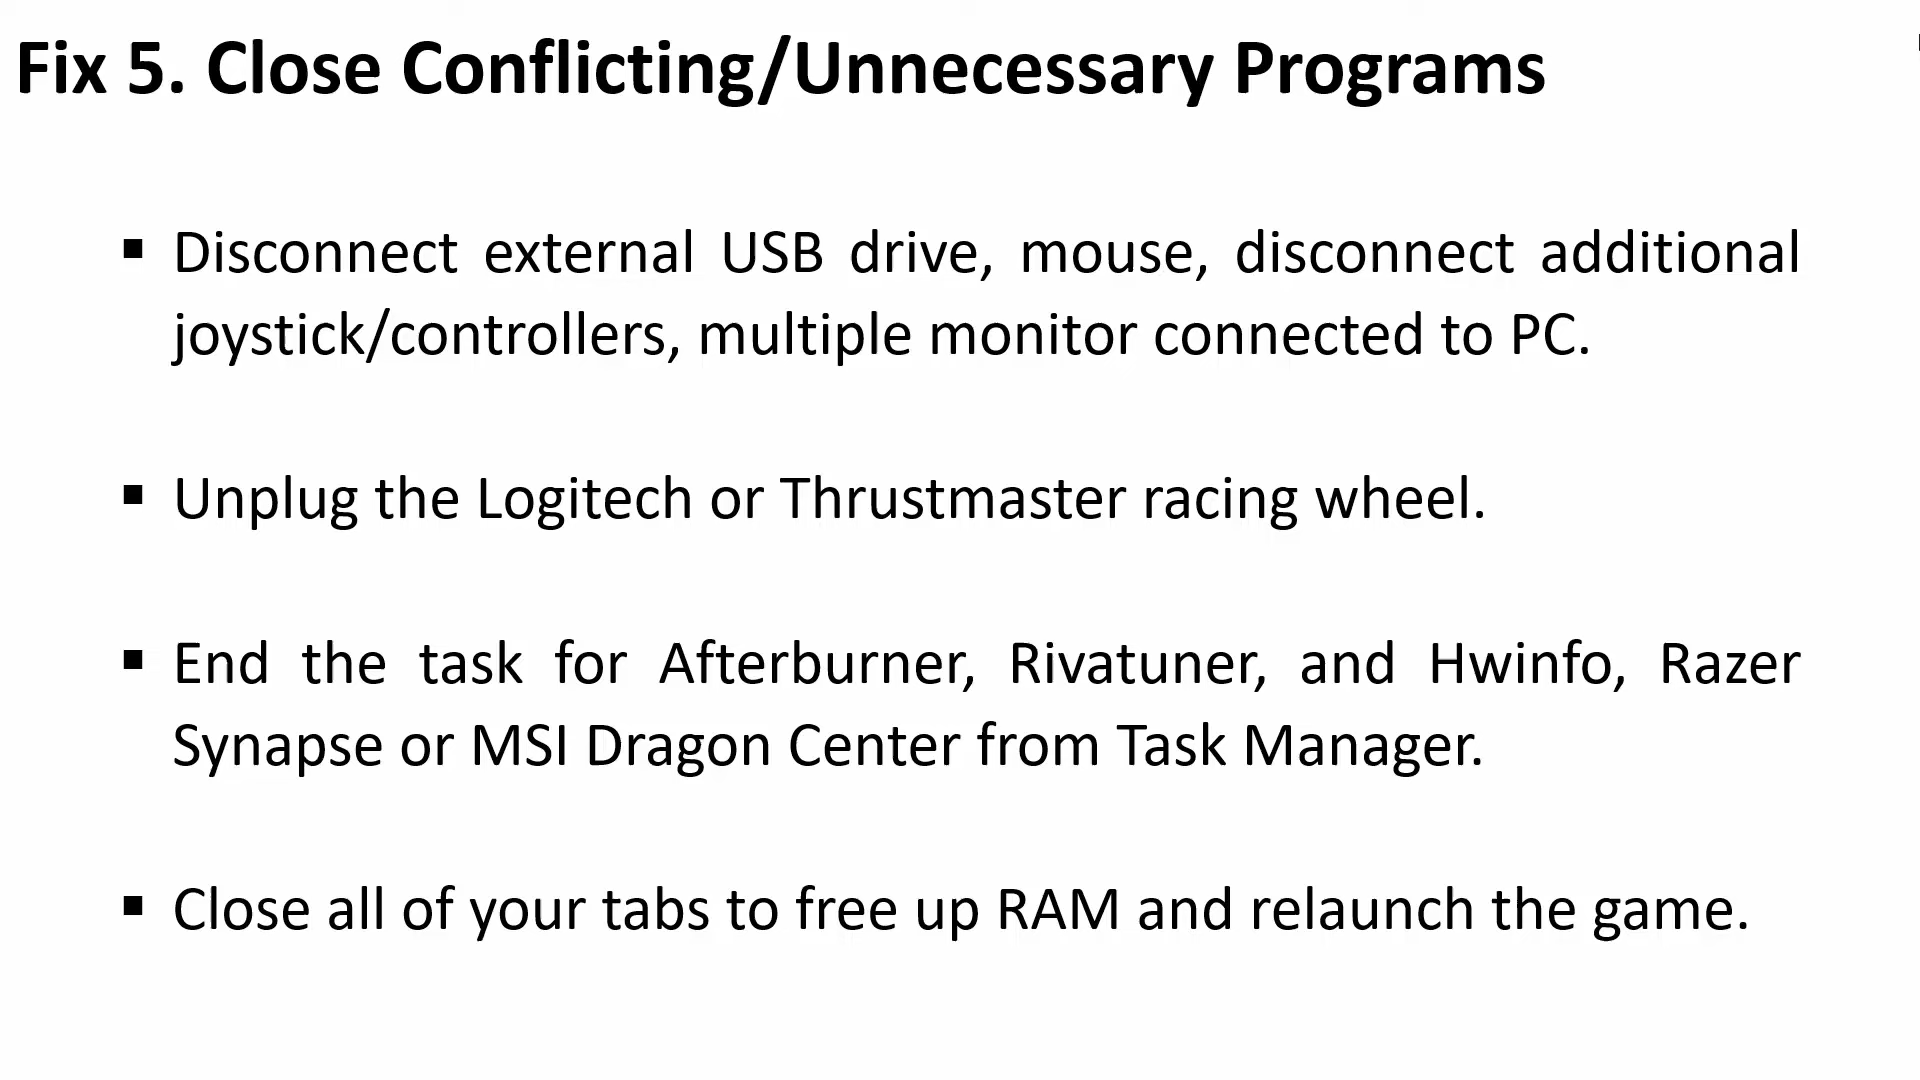 Fix 5. Close Conflicting/Unnecessary Programs
▪ Disconnect external USB drive, mouse, disconnect additional
joystick/controllers, multiple monitor connected to PC.
▪ Unplug the Logitech or Thrustmaster racing wheel.
▪ End the task for Afterburner, Rivatuner, and Hwinfo, Razer
Synapse or MSI Dragon Center from Task Manager.
▪ Close all of your tabs to free up RAM and relaunch the game.